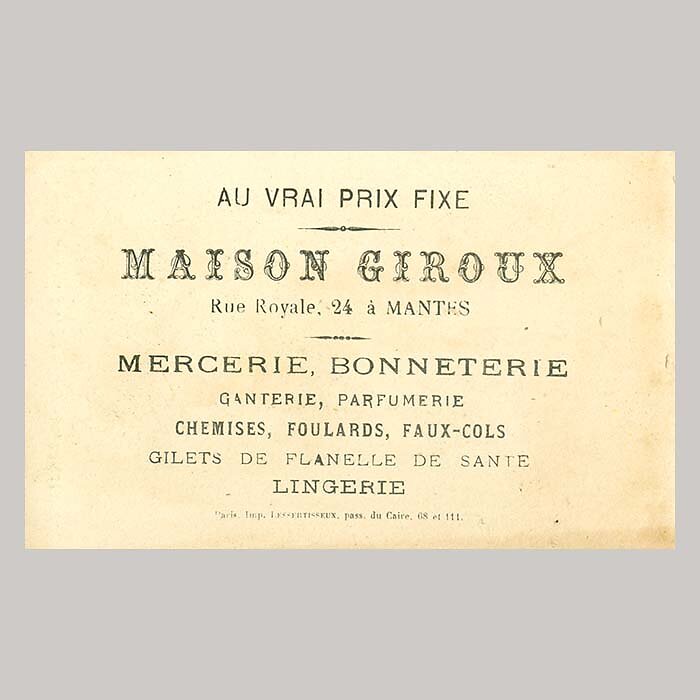 AU VRAI PRIX FIXE
MAISON GIROUX
Rue Royale, 24 à MANTES
MERCERIE, BONNETERIE
GANTERIE, PARFUMERIE
CHEMISES, FOULARDS, FAUX-COLS
GILETS DE FLANELLE DE SANTE
LINGERIE
Paris. Imp. LESSERTISSEUX, pass. du Caire, 68 et 111.